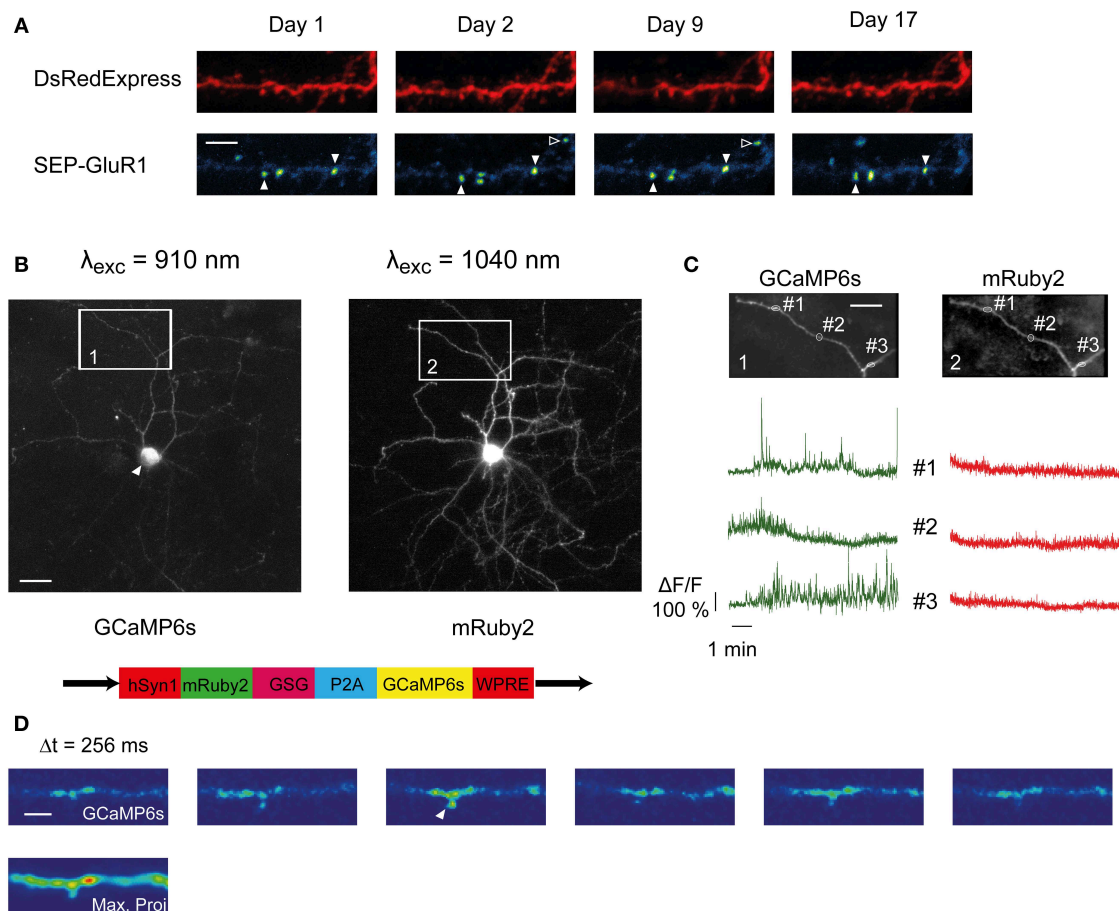 A
Day 1
Day 2
Day 9
Day 17
DsRedExpress
SEP-GluR1
B
λexc = 910 nm
λexc = 1040 nm
1
2
GCaMP6s
mRuby2
hSyn1 mRuby2 GSG P2A GCaMP6s WPRE
C
GCaMP6s
mRuby2
#1
#2
#3
1
#1
#2
#3
2
#1
#2
#3
ΔF/F
100 %
1 min
D
Δt = 256 ms
GCaMP6s
Max. Proj